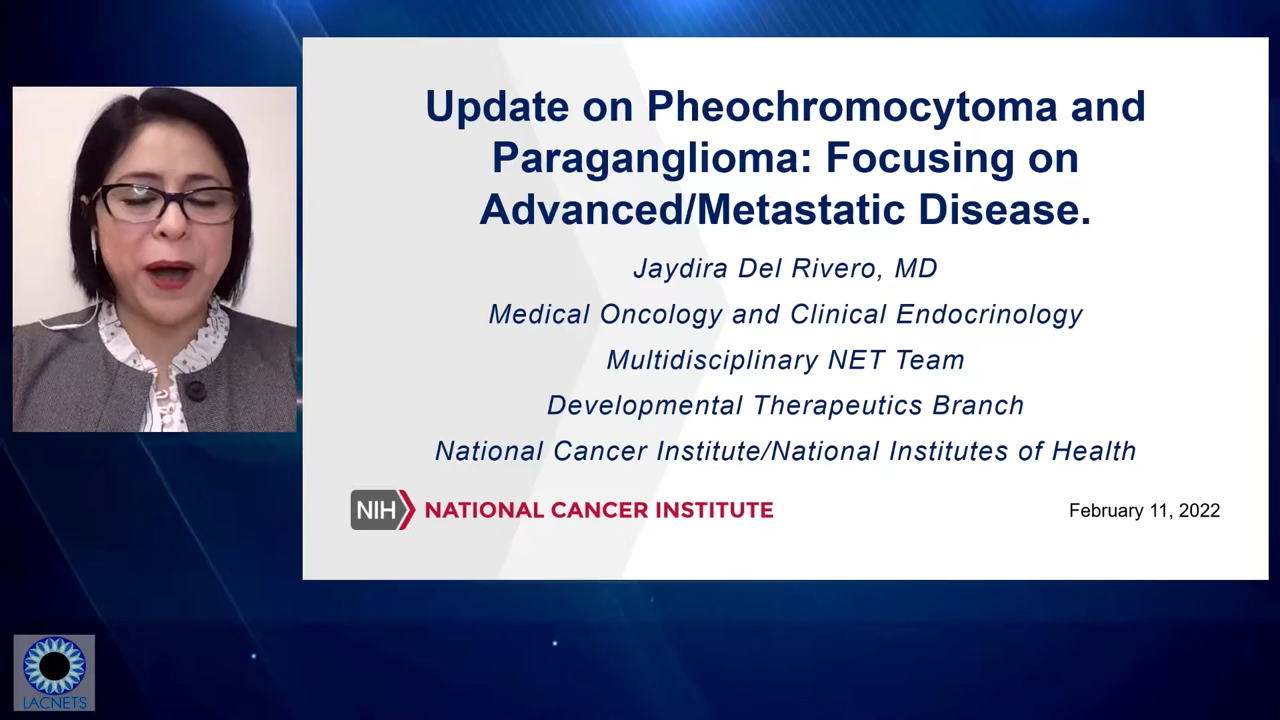 Update on Pheochromocytoma and
Paraganglioma: Focusing on
Advanced/Metastatic Disease.
Jaydira Del Rivero, MD
Medical Oncology and Clinical Endocrinology
Multidisciplinary NET Team
Developmental Therapeutics Branch
National Cancer Institute/National Institutes of Health
NIH NATIONAL CANCER INSTITUTE
February 11, 2022
LACNETS